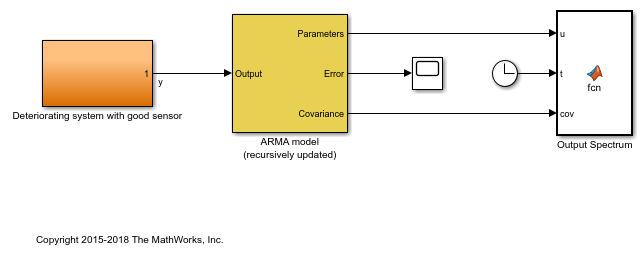 Parameters
u
1
Output
Error
t
y
fcn
Deteriorating system with good sensor
Covariance
cov
ARMA model
(recursively updated)
Output Spectrum
Copyright 2015-2018 The MathWorks, Inc.